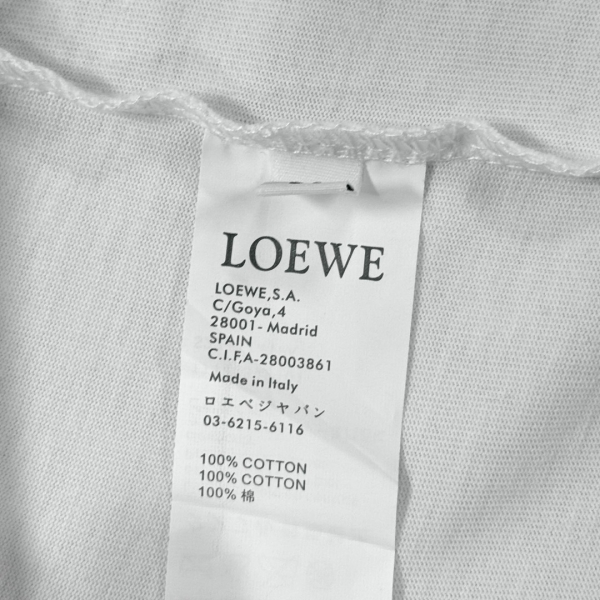 LOEWE
LOEWE,S.A.
C/Goya,4
28001- Madrid
SPAIN
C.I.F,A-28003861
Made in Italy
ロエベジャパン
03-6215-6116
100% COTTON
100% COTTON
100% 棉